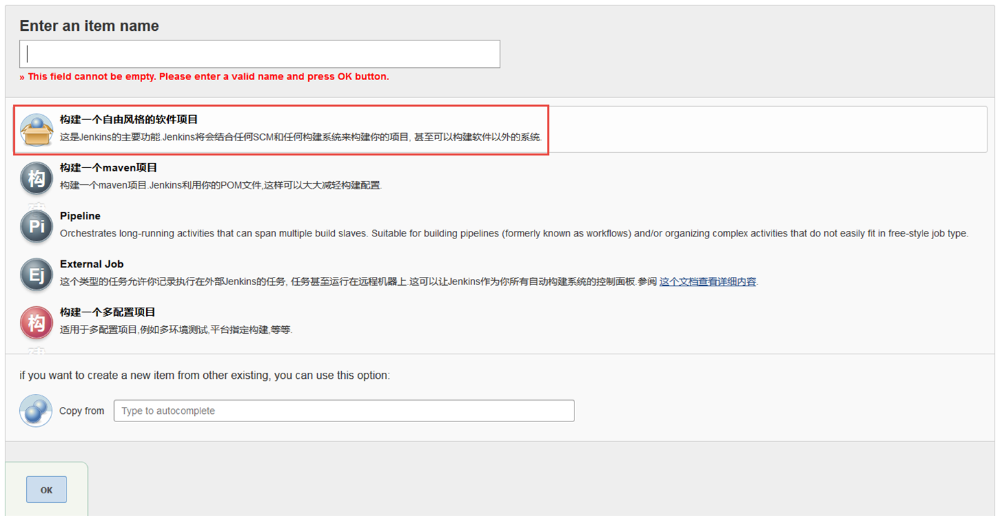 Enter an item name
» This field cannot be empty. Please enter a valid name and press OK button.
构建一个自由风格的软件项目
这是Jenkins的主要功能.Jenkins将会结合任何SCM和任何构建系统来构建你的项目, 甚至可以构建软件以外的系统.
构
构建一个maven项目
构建一个maven项目.Jenkins利用你的POM文件,这样可以大大减轻构建配置.
Pi
Pipeline
Orchestrates long-running activities that can span multiple build slaves. Suitable for building pipelines (formerly known as workflows) and/or organizing complex activities that do not easily fit in free-style job type.
Ej
External Job
这个类型的任务允许你记录执行在外部Jenkins的任务, 任务甚至运行在远程机器上.这可以让Jenkins作为你所有自动构建系统的控制面板.参阅 这个文档查看详细内容.
构
构建一个多配置项目
适用于多配置项目,例如多环境测试,平台指定构建,等等.
if you want to create a new item from other existing, you can use this option:
Copy from
Type to autocomplete
OK